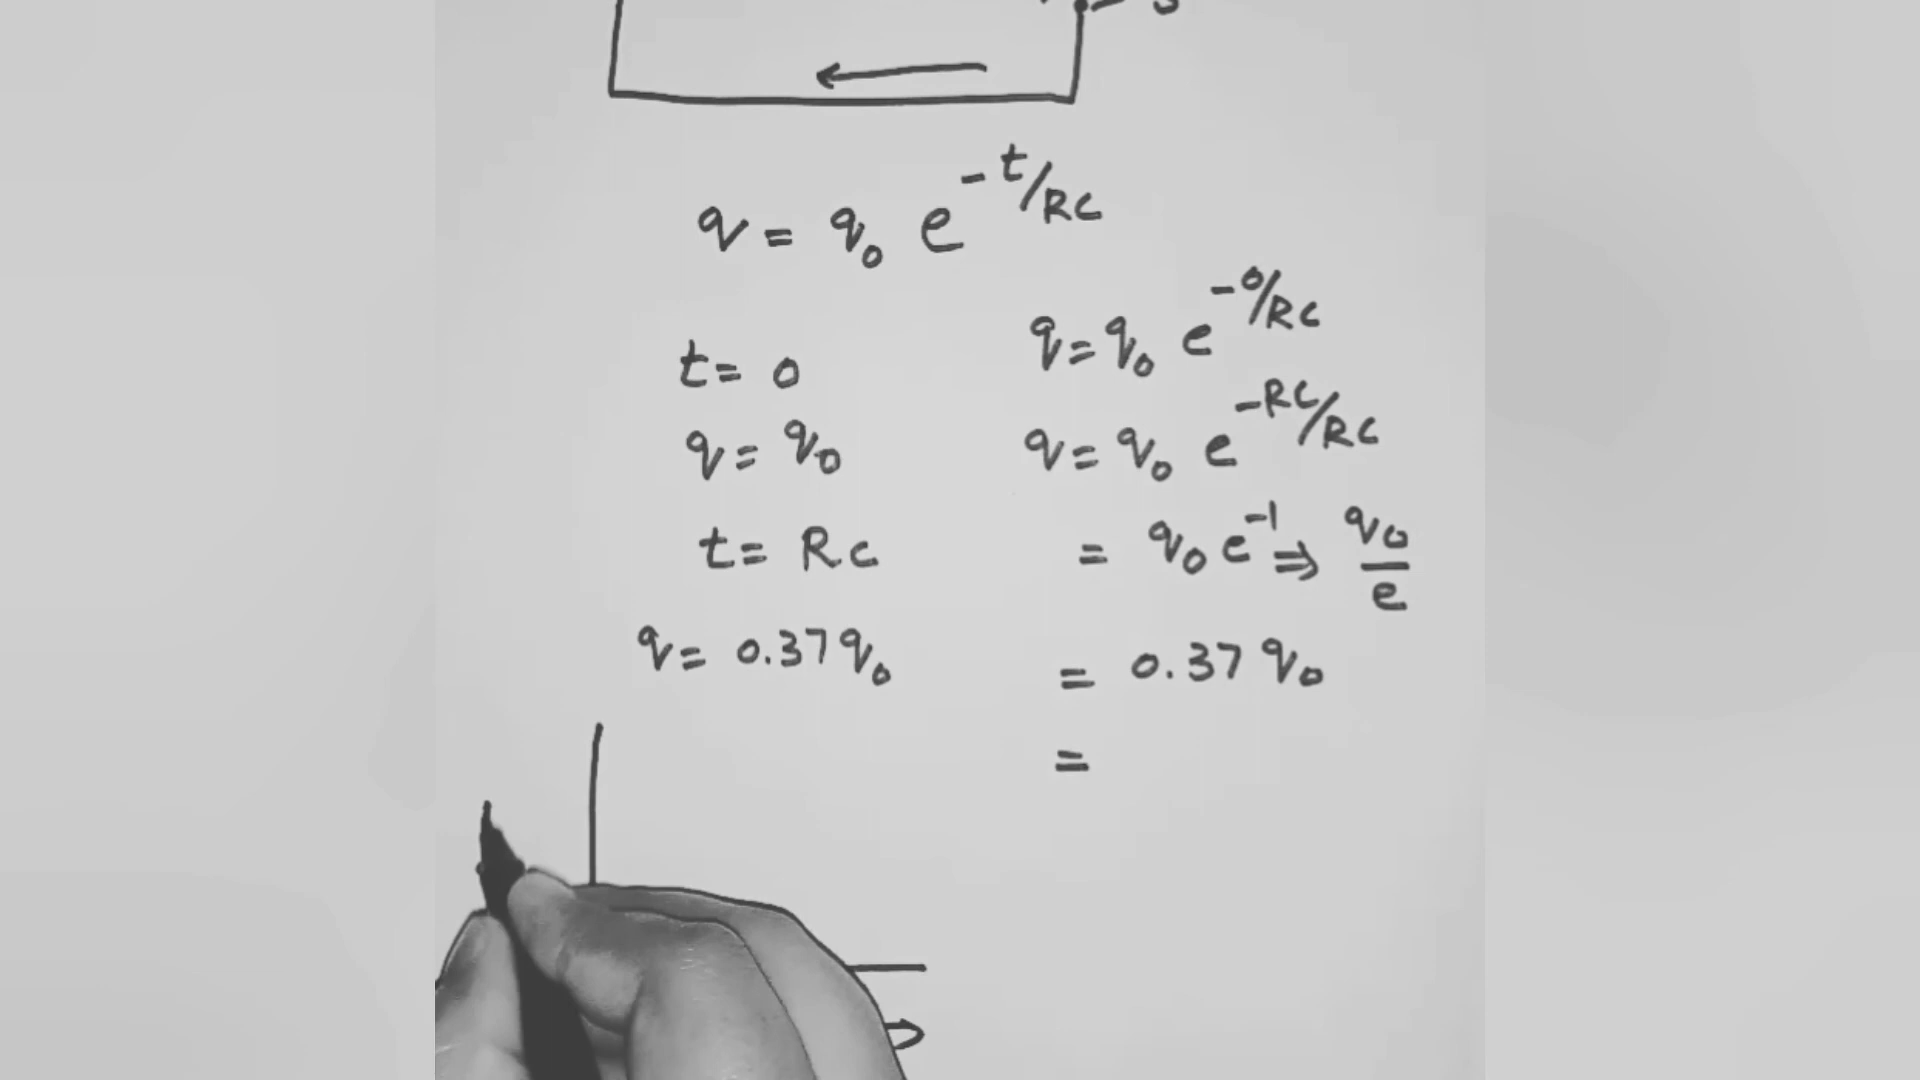 q = q₀ e^-t/RC
t = 0
q = q₀
t = Rc
q = 0.37 q₀
q = q₀ e^-0/RC
q = q₀ e^-RC/RC
= q₀ e^-1 ⇒ q₀/e
= 0.37 q₀
=